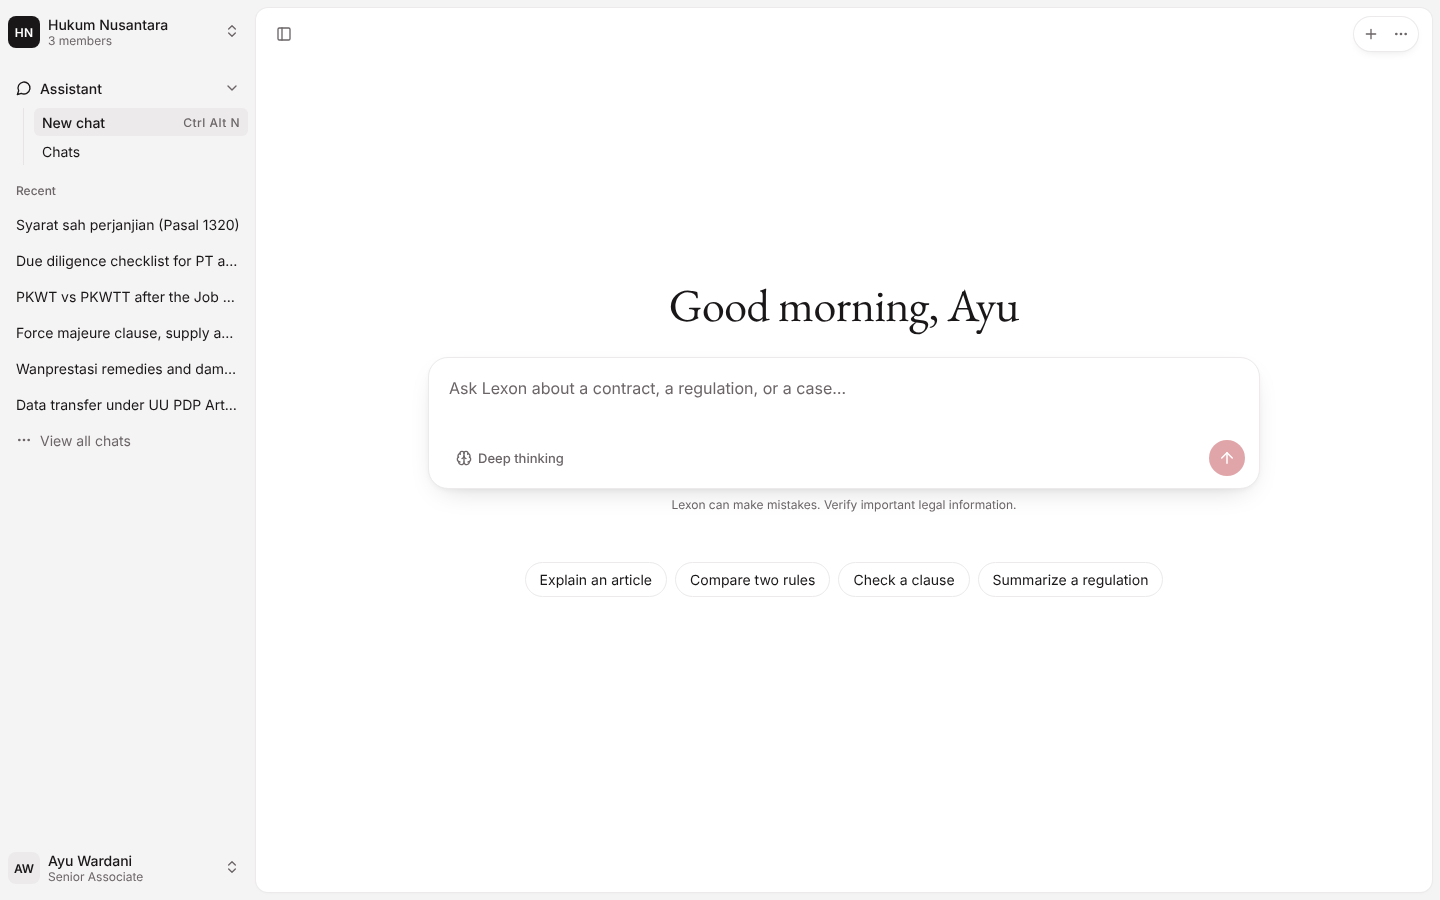 HN
Hukum Nusantara
3 members
Assistant
New chat Ctrl Alt N
Chats
Recent
Syarat sah perjanjian (Pasal 1320)
Due diligence checklist for PT a...
PKWT vs PKWTT after the Job ...
Force majeure clause, supply a...
Wanprestasi remedies and dam...
Data transfer under UU PDP Art...
View all chats
Good morning, Ayu
Ask Lexon about a contract, a regulation, or a case...
Deep thinking
Lexon can make mistakes. Verify important legal information.
Explain an article Compare two rules Check a clause Summarize a regulation
AW
Ayu Wardani
Senior Associate